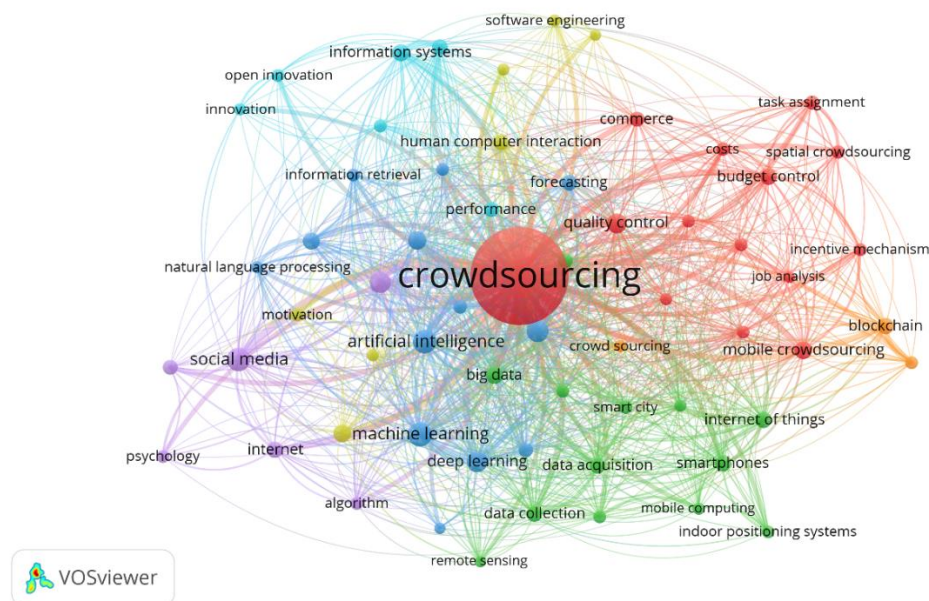 software engineering
information systems
open innovation
innovation
task assignment
commerce
human computer interaction
costs
spatial crowdsourcing
information retrieval
forecasting
budget control
performance
quality control
natural language processing
crowdsourcing
incentive mechanism
job analysis
motivation
blockchain
artificial intelligence
crowd sourcing
mobile crowdsourcing
social media
big data
smart city
internet of things
machine learning
psychology
internet
deep learning
data acquisition
smartphones
algorithm
data collection
mobile computing
indoor positioning systems
remote sensing
VOSviewer